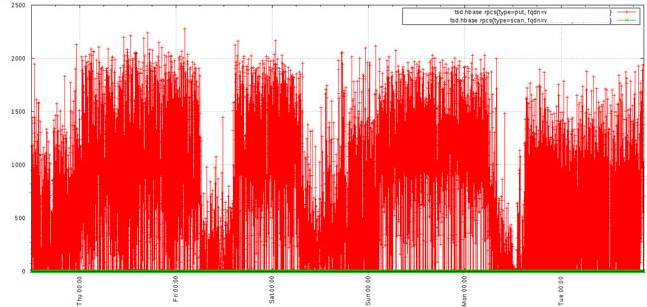 2500
tsd.hbase.rpcs{type=put, fqdn=v }
tsd.hbase.rpcs{type=scan, fqdn=v }
2000
1500
1000
500
0
Thu 00:00
Fri 00:00
Sat 00:00
Sun 00:00
Mon 00:00
Tue 00:00